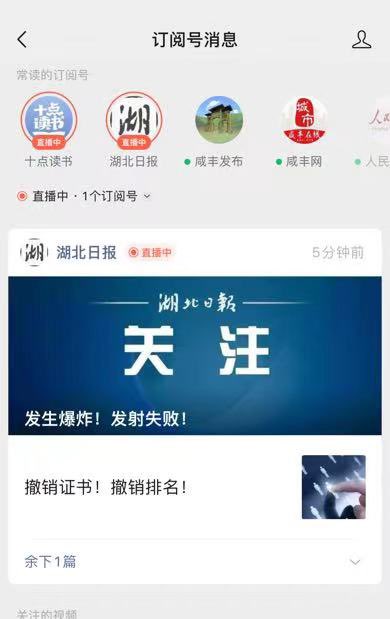 订阅号消息
常读的订阅号
十点读书
直播中
湖
直播中
城市
咸丰在线
人民
十点读书
湖北日报
咸丰发布
咸丰网
人民
直播中·1个订阅号
湖
湖北日报
直播中
5分钟前
湖北日报
关注
发生爆炸！发射失败！
撤销证书！撤销排名！
余下1篇
关注的视频